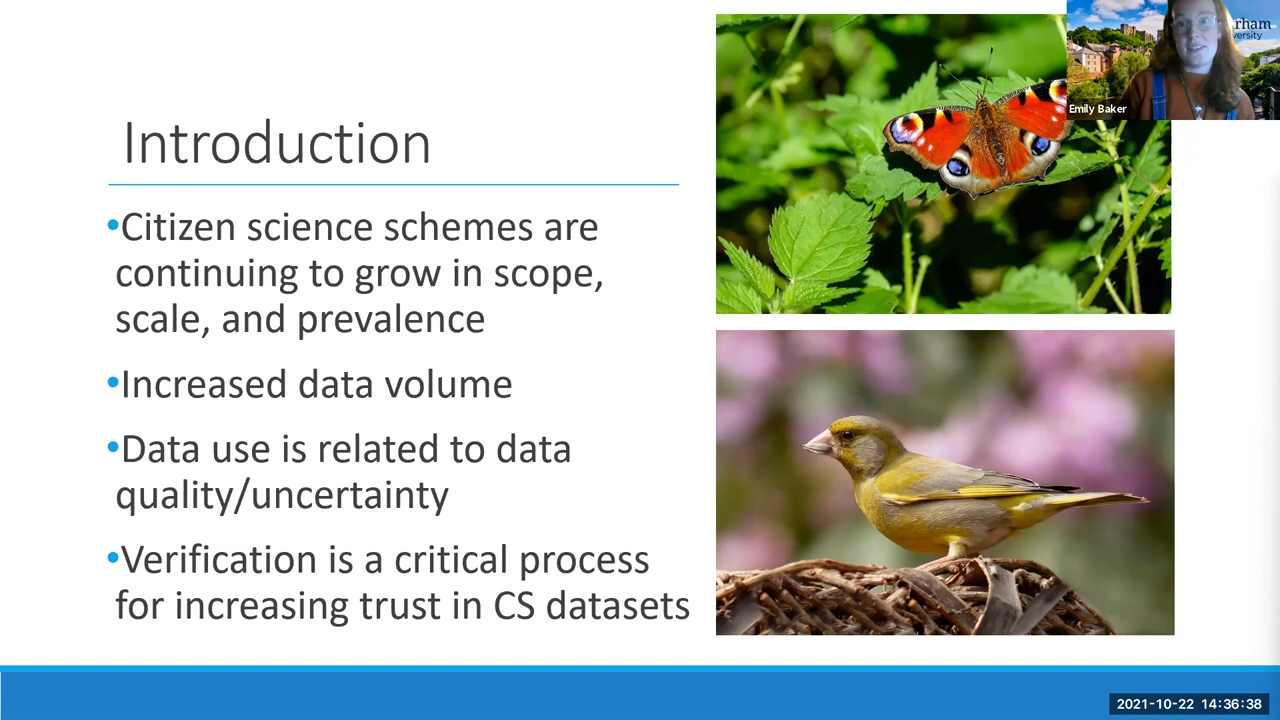 Introduction
•Citizen science schemes are
continuing to grow in scope,
scale, and prevalence
•Increased data volume
•Data use is related to data
quality/uncertainty
•Verification is a critical process
for increasing trust in CS datasets
Emily Baker
2021-10-22 14:36:38